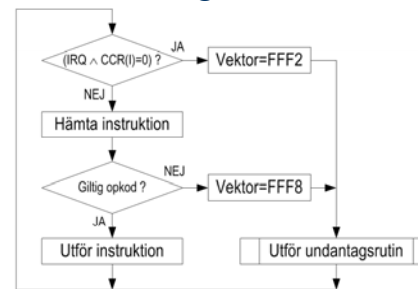 (IRQ ∧ CCR(I)=0) ?
JA
Vektor=FFF2
NEJ
Hämta instruktion
Giltig opkod ?
NEJ
Vektor=FFF8
JA
Utför instruktion
Utför undantagsrutin